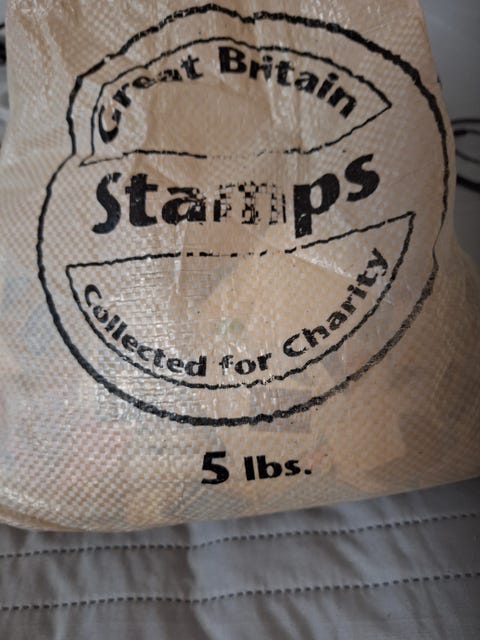 Great Britain
Stamps
Collected for Charity
5 lbs.